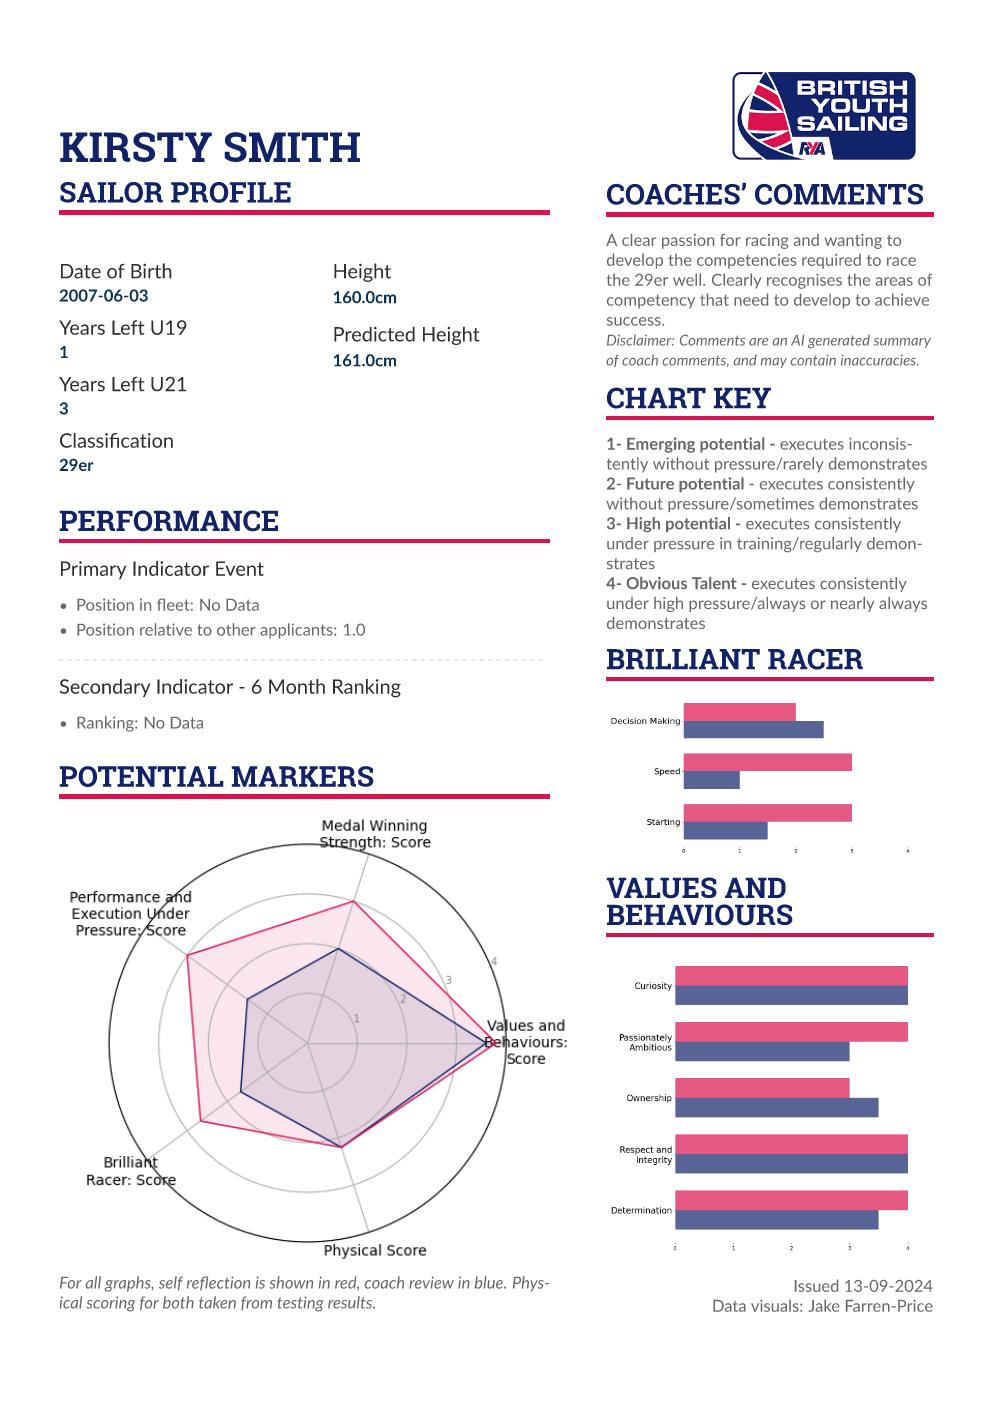 KIRSTY SMITH
SAILOR PROFILE
Date of Birth
2007-06-03
Years Left U19
1
Years Left U21
3
Classification
29er
Height
160.0cm
Predicted Height
161.0cm
PERFORMANCE
Primary Indicator Event
• Position in fleet: No Data
• Position relative to other applicants: 1.0
Secondary Indicator - 6 Month Ranking
• Ranking: No Data
POTENTIAL MARKERS
Medal Winning
Strength: Score
Performance and
Execution Under
Pressure: Score
4
3
2
1
Values and
Behaviours:
Score
Brilliant
Racer: Score
Physical Score
For all graphs, self reflection is shown in red, coach review in blue. Phys-
ical scoring for both taken from testing results.
BRITISH
YOUTH
SAILING
RYA
COACHES' COMMENTS
A clear passion for racing and wanting to
develop the competencies required to race
the 29er well. Clearly recognises the areas of
competency that need to develop to achieve
success.
Disclaimer: Comments are an AI generated summary
of coach comments, and may contain inaccuracies.
CHART KEY
1- Emerging potential - executes inconsis-
tently without pressure/rarely demonstrates
2- Future potential - executes consistently
without pressure/sometimes demonstrates
3- High potential - executes consistently
under pressure in training/regularly demon-
strates
4- Obvious Talent - executes consistently
under high pressure/always or nearly always
demonstrates
BRILLIANT RACER
Decision Making
Speed
Starting
0 1 2 3 4
VALUES AND
BEHAVIOURS
Curiosity
Passionately
Ambitious
Ownership
Respect and
Integrity
Determination
0 1 2 3 4
Issued 13-09-2024
Data visuals: Jake Farren-Price